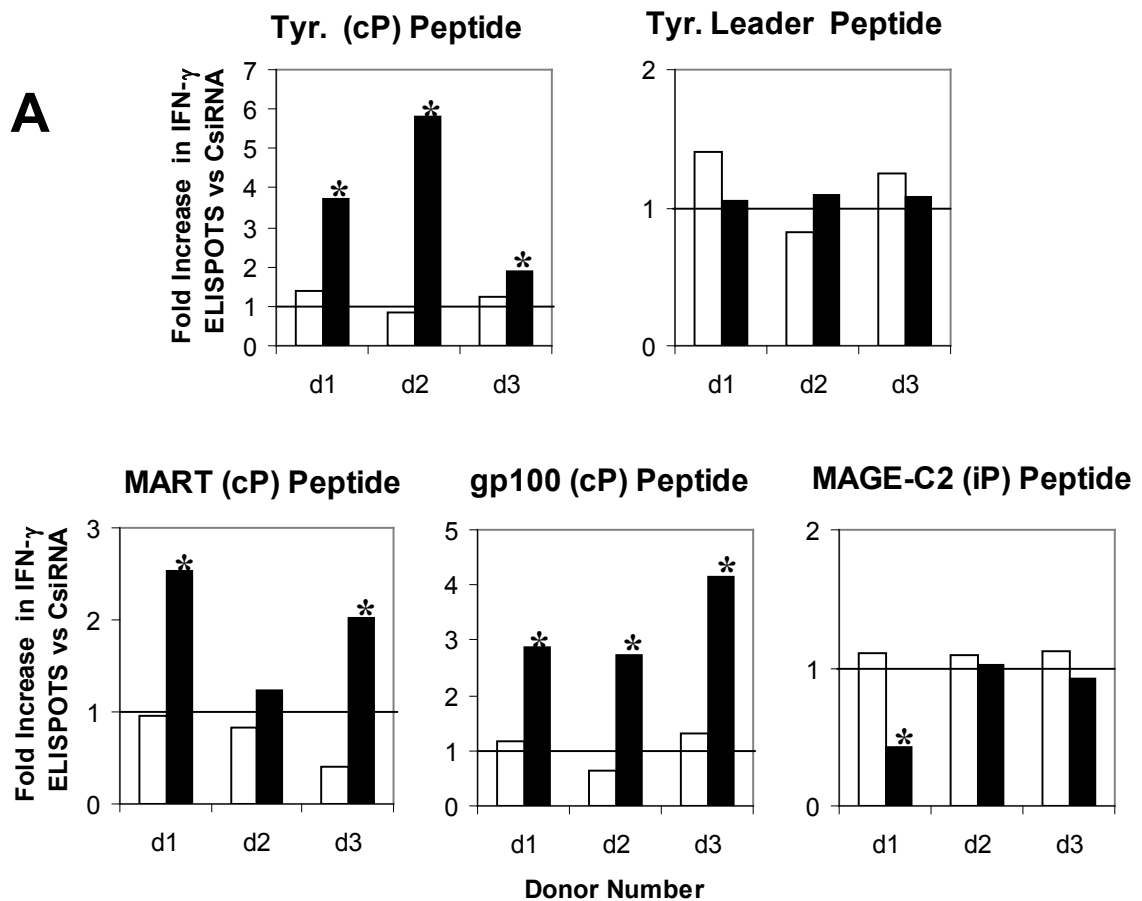 A
Tyr. (cP) Peptide
Fold Increase in IFN-γ
ELISPOTS vs CsiRNA
7
6
5
4
3
2
1
0
*
*
*
d1 d2 d3
Tyr. Leader Peptide
2
1
0
d1 d2 d3
MART (cP) Peptide
Fold Increase in IFN-γ
ELISPOTS vs CsiRNA
3
2
1
0
*
*
d1 d2 d3
gp100 (cP) Peptide
5
4
3
2
1
0
*
*
*
d1 d2 d3
MAGE-C2 (iP) Peptide
2
1
0
*
d1 d2 d3
Donor Number